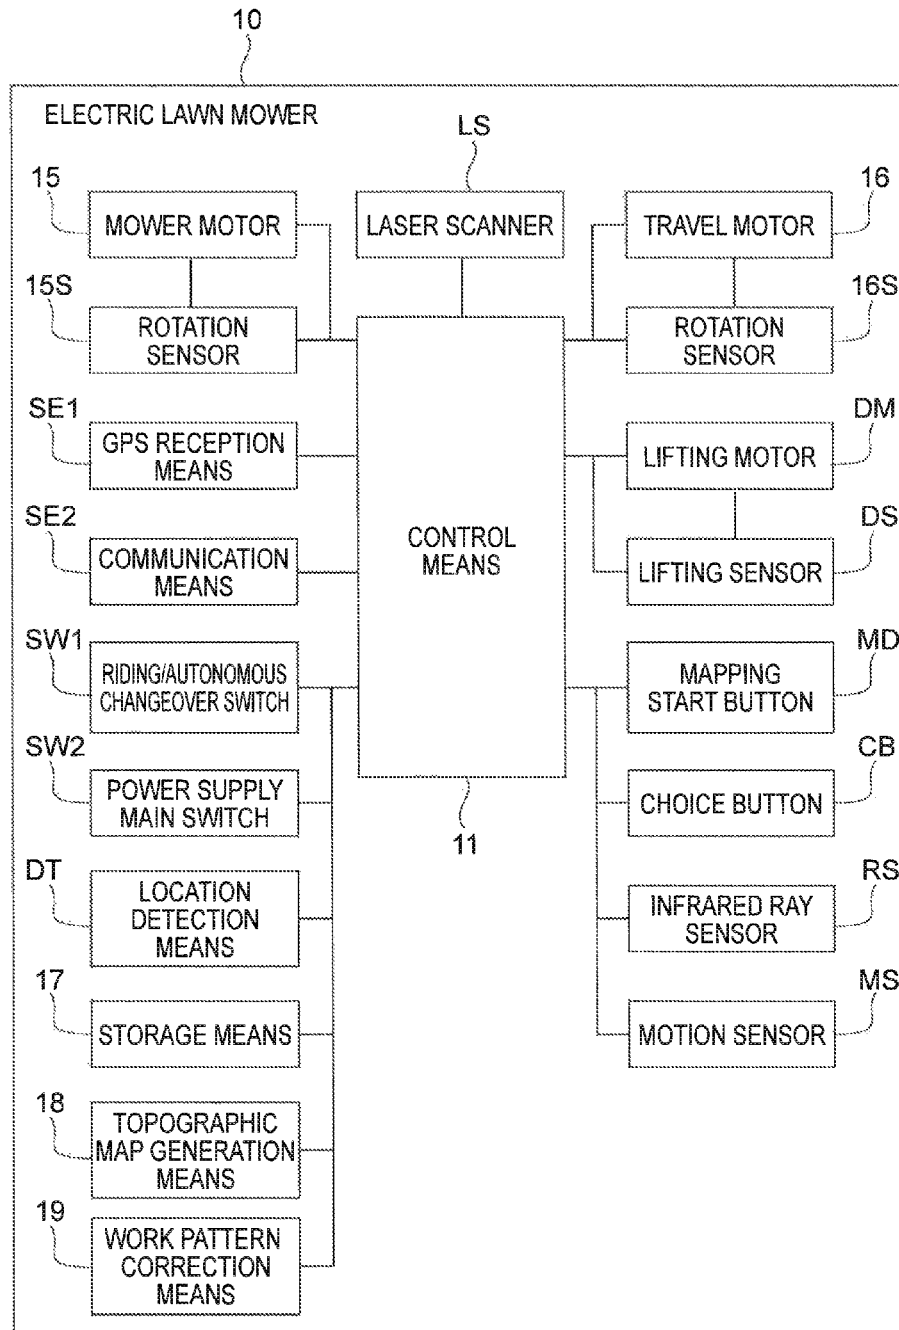 10
ELECTRIC LAWN MOWER
LS
15
MOWER MOTOR
LASER SCANNER
TRAVEL MOTOR
16
15S
ROTATION
SENSOR
ROTATION
SENSOR
16S
SE1
GPS RECEPTION
MEANS
LIFTING MOTOR
DM
SE2
COMMUNICATION
MEANS
CONTROL
MEANS
LIFTING SENSOR
DS
SW1
RIDING/AUTONOMOUS
CHANGEOVER SWITCH
MAPPING
START BUTTON
MD
SW2
POWER SUPPLY
MAIN SWITCH
CHOICE BUTTON
CB
11
DT
LOCATION
DETECTION
MEANS
INFRARED RAY
SENSOR
RS
17
STORAGE MEANS
MOTION SENSOR
MS
18
TOPOGRAPHIC
MAP GENERATION
MEANS
19
WORK PATTERN
CORRECTION
MEANS